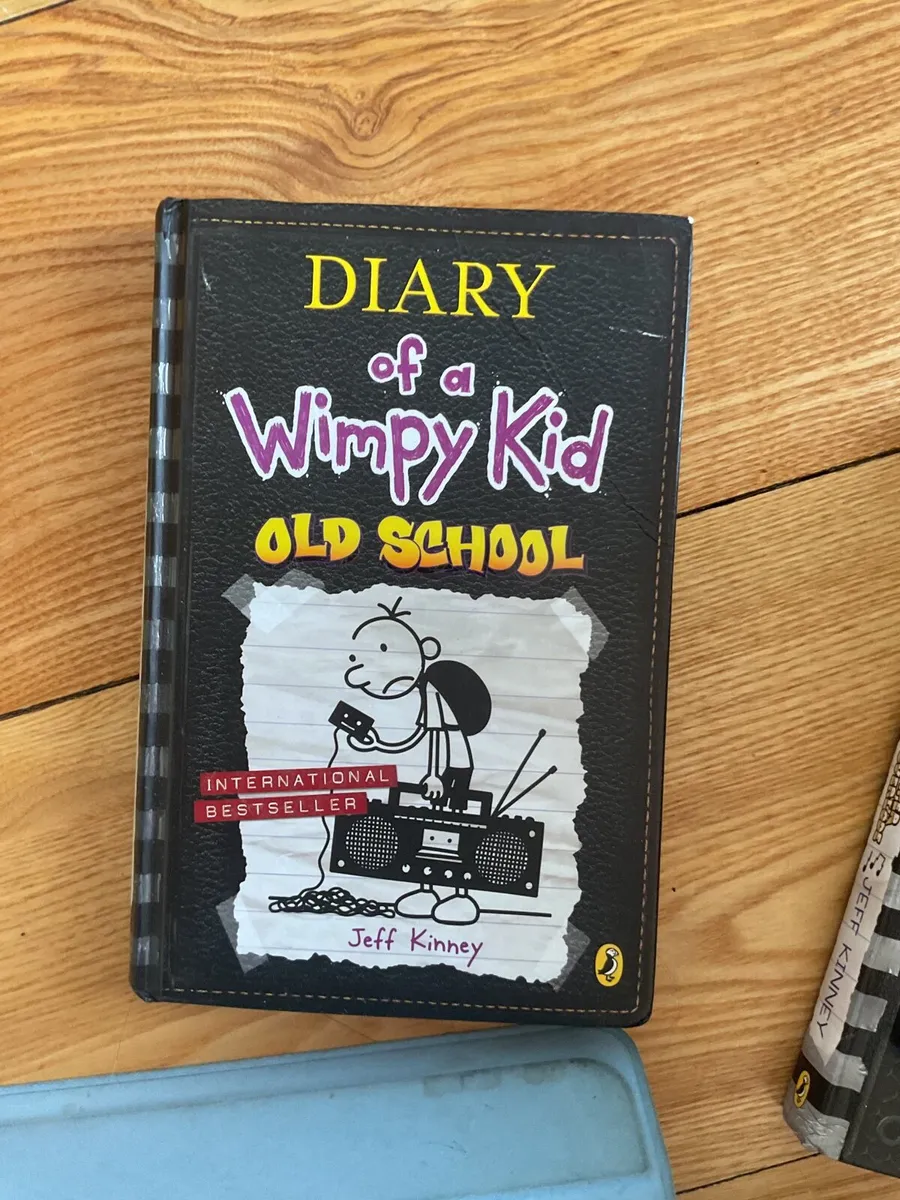 DIARY
of a
Wimpy Kid
OLD SCHOOL
INTERNATIONAL
BESTSELLER
Jeff Kinney
JEFF KINNEY